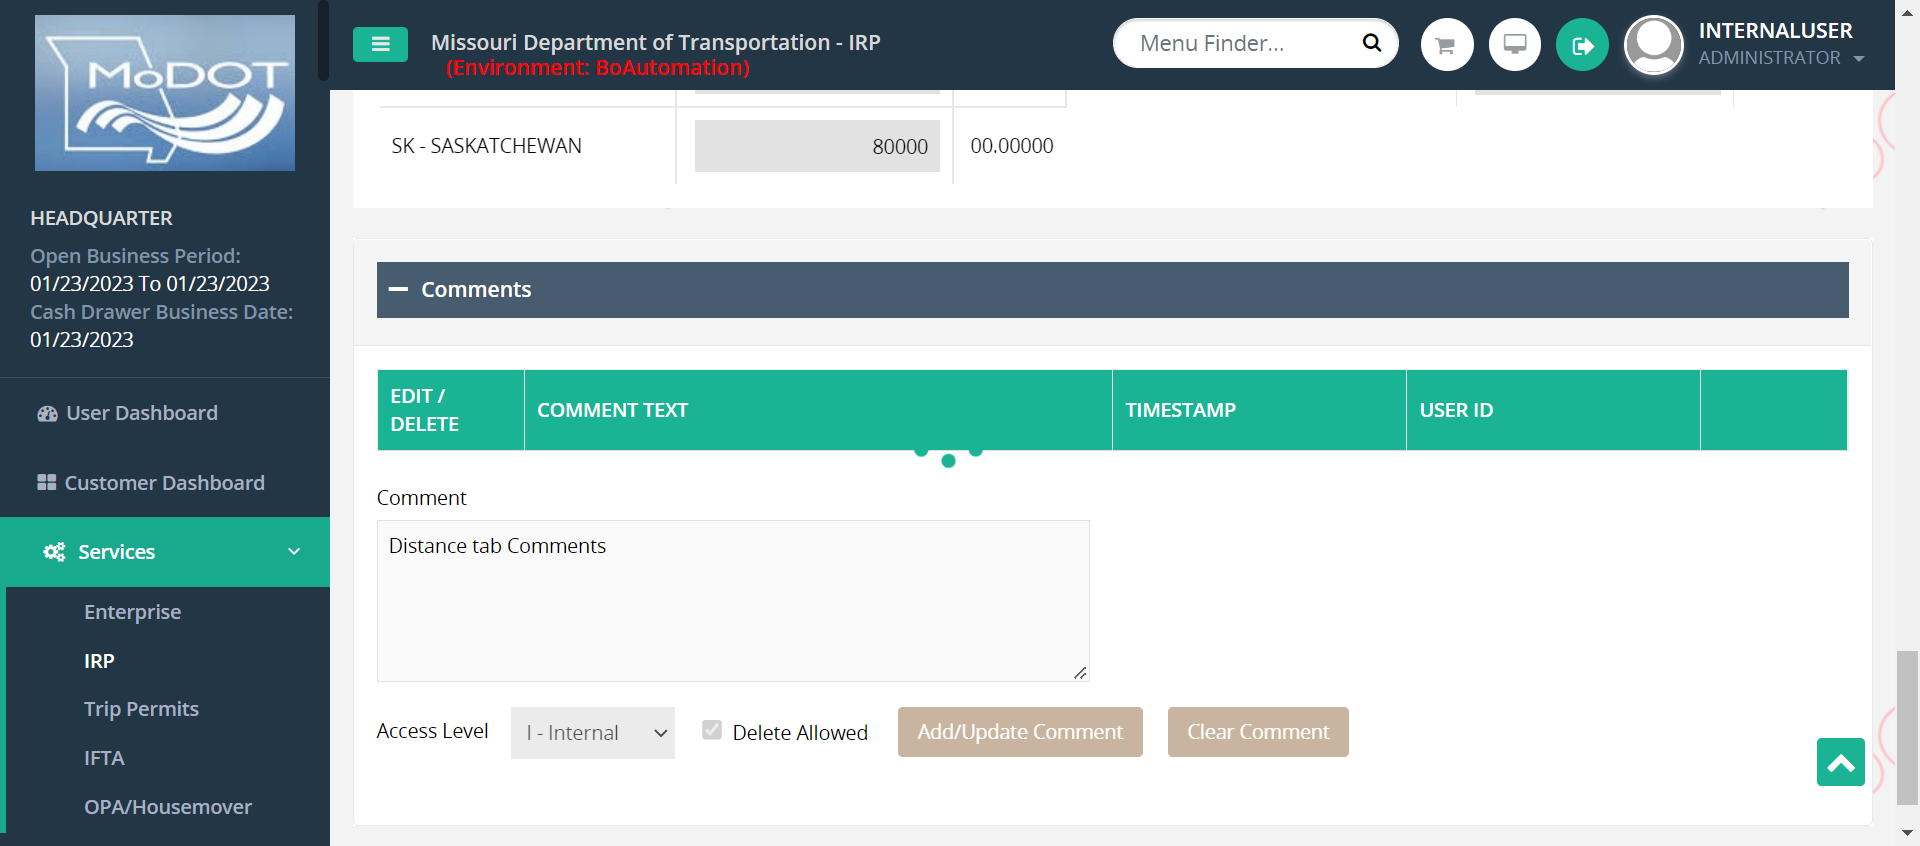 MoDOT
HEADQUARTER
Open Business Period:
01/23/2023 To 01/23/2023
Cash Drawer Business Date:
01/23/2023
User Dashboard
Customer Dashboard
Services
Enterprise
IRP
Trip Permits
IFTA
OPA/Housemover
Missouri Department of Transportation - IRP
(Environment: BoAutomation)
Menu Finder...
INTERNALUSER
ADMINISTRATOR
SK - SASKATCHEWAN 80000 00.00000
Comments
EDIT /
DELETE
COMMENT TEXT
TIMESTAMP
USER ID
Comment
Distance tab Comments
Access Level
I - Internal
Delete Allowed
Add/Update Comment
Clear Comment